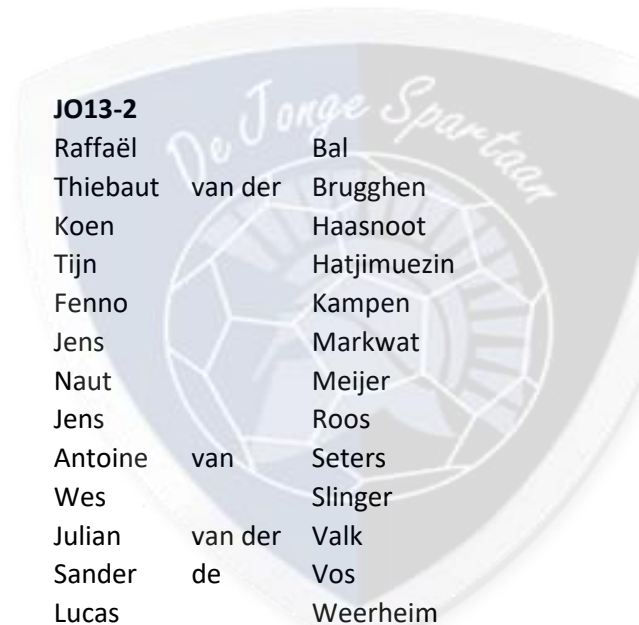 De Jonge Spartaan
JO13-2
Raffaël Bal
Thiebaut van der Brugghen
Koen Haasnoot
Tijn Hatjimuezin
Fenno Kampen
Jens Markwat
Naut Meijer
Jens Roos
Antoine van Seters
Wes Slinger
Julian van der Valk
Sander de Vos
Lucas Weerheim